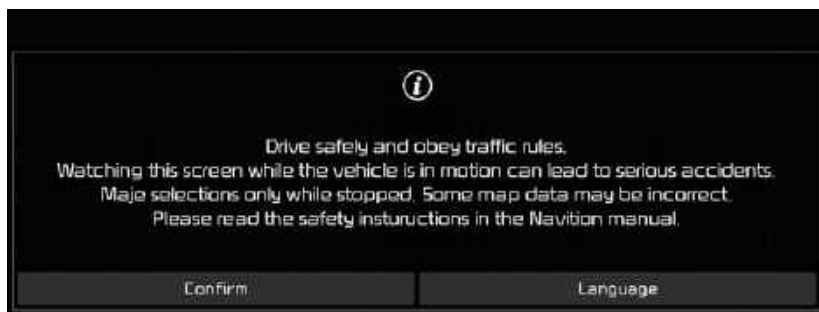 Drive safely and obey traffic rules.
Watching this screen while the vehicle is in motion can lead to serious accidents.
Maje selections only while stopped. Some map data may be incorrect.
Please read the safety instuructions in the Navition manual.
Confirm
Language